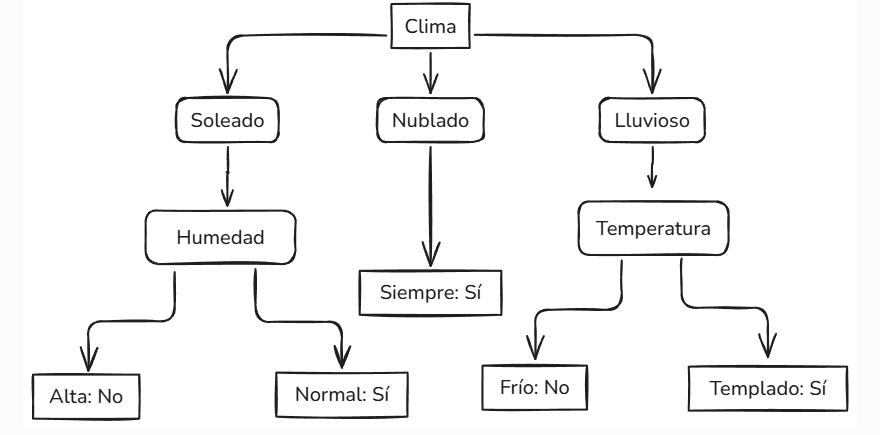 Clima
Soleado
Nublado
Lluvioso
Humedad
Temperatura
Siempre: Sí
Alta: No
Normal: Sí
Frío: No
Templado: Sí